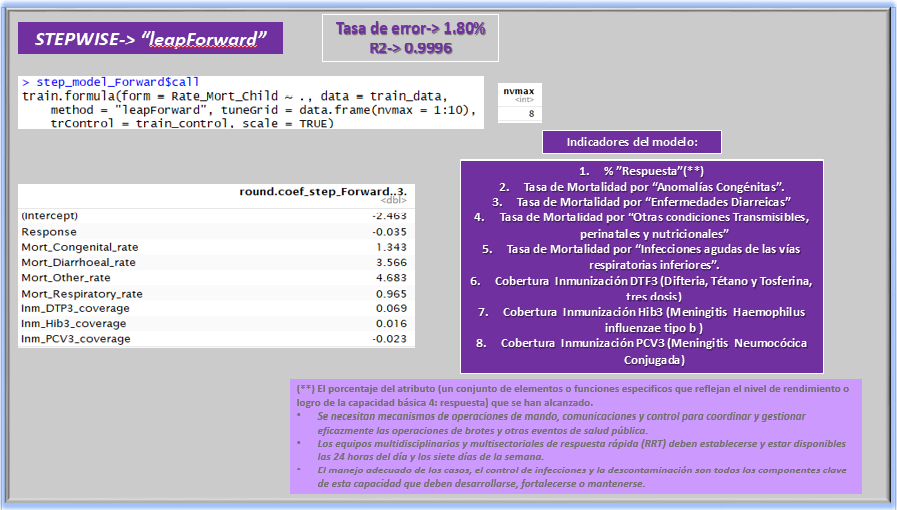 STEPWISE-> “leapForward”
Tasa de error-> 1.80%
R2-> 0.9996
> step_model_Forward$call
train.formula(form = Rate_Mort_Child ~ ., data = train_data,
method = "leapForward", tuneGrid = data.frame(nvmax = 1:10),
trControl = train_control, scale = TRUE)
nvmax
<int>
8
Indicadores del modelo:
round.coef_step_Forward..3.
<dbl>
(Intercept) -2.463
Response -0.035
Mort_Congenital_rate 1.343
Mort_Diarrhoeal_rate 3.566
Mort_Other_rate 4.683
Mort_Respiratory_rate 0.965
Inm_DTP3_coverage 0.069
Inm_Hib3_coverage 0.016
Inm_PCV3_coverage -0.023
1. % ”Respuesta”(**)
2. Tasa de Mortalidad por “Anomalías Congénitas”.
3. Tasa de Mortalidad por “Enfermedades Diarreicas”
4. Tasa de Mortalidad por “Otras condiciones Transmisibles,
perinatales y nutricionales”
5. Tasa de Mortalidad por “Infecciones agudas de las vías
respiratorias inferiores”.
6. Cobertura Inmunización DTF3 (Difteria, Tétano y Tosferina,
tres dosis)
7. Cobertura Inmunización Hib3 (Meningitis Haemophilus
influenzae tipo b )
8. Cobertura Inmunización PCV3 (Meningitis Neumocócica
Conjugada)
(**) El porcentaje del atributo (un conjunto de elementos o funciones específicos que reflejan el nivel de rendimiento o
logro de la capacidad básica 4: respuesta) que se han alcanzado.
• Se necesitan mecanismos de operaciones de mando, comunicaciones y control para coordinar y gestionar
eficazmente las operaciones de brotes y otros eventos de salud pública.
• Los equipos multidisciplinarios y multisectoriales de respuesta rápida (RRT) deben establecerse y estar disponibles
las 24 horas del día y los siete días de la semana.
• El manejo adecuado de los casos, el control de infecciones y la descontaminación son todos los componentes clave
de esta capacidad que deben desarrollarse, fortalecerse o mantenerse.